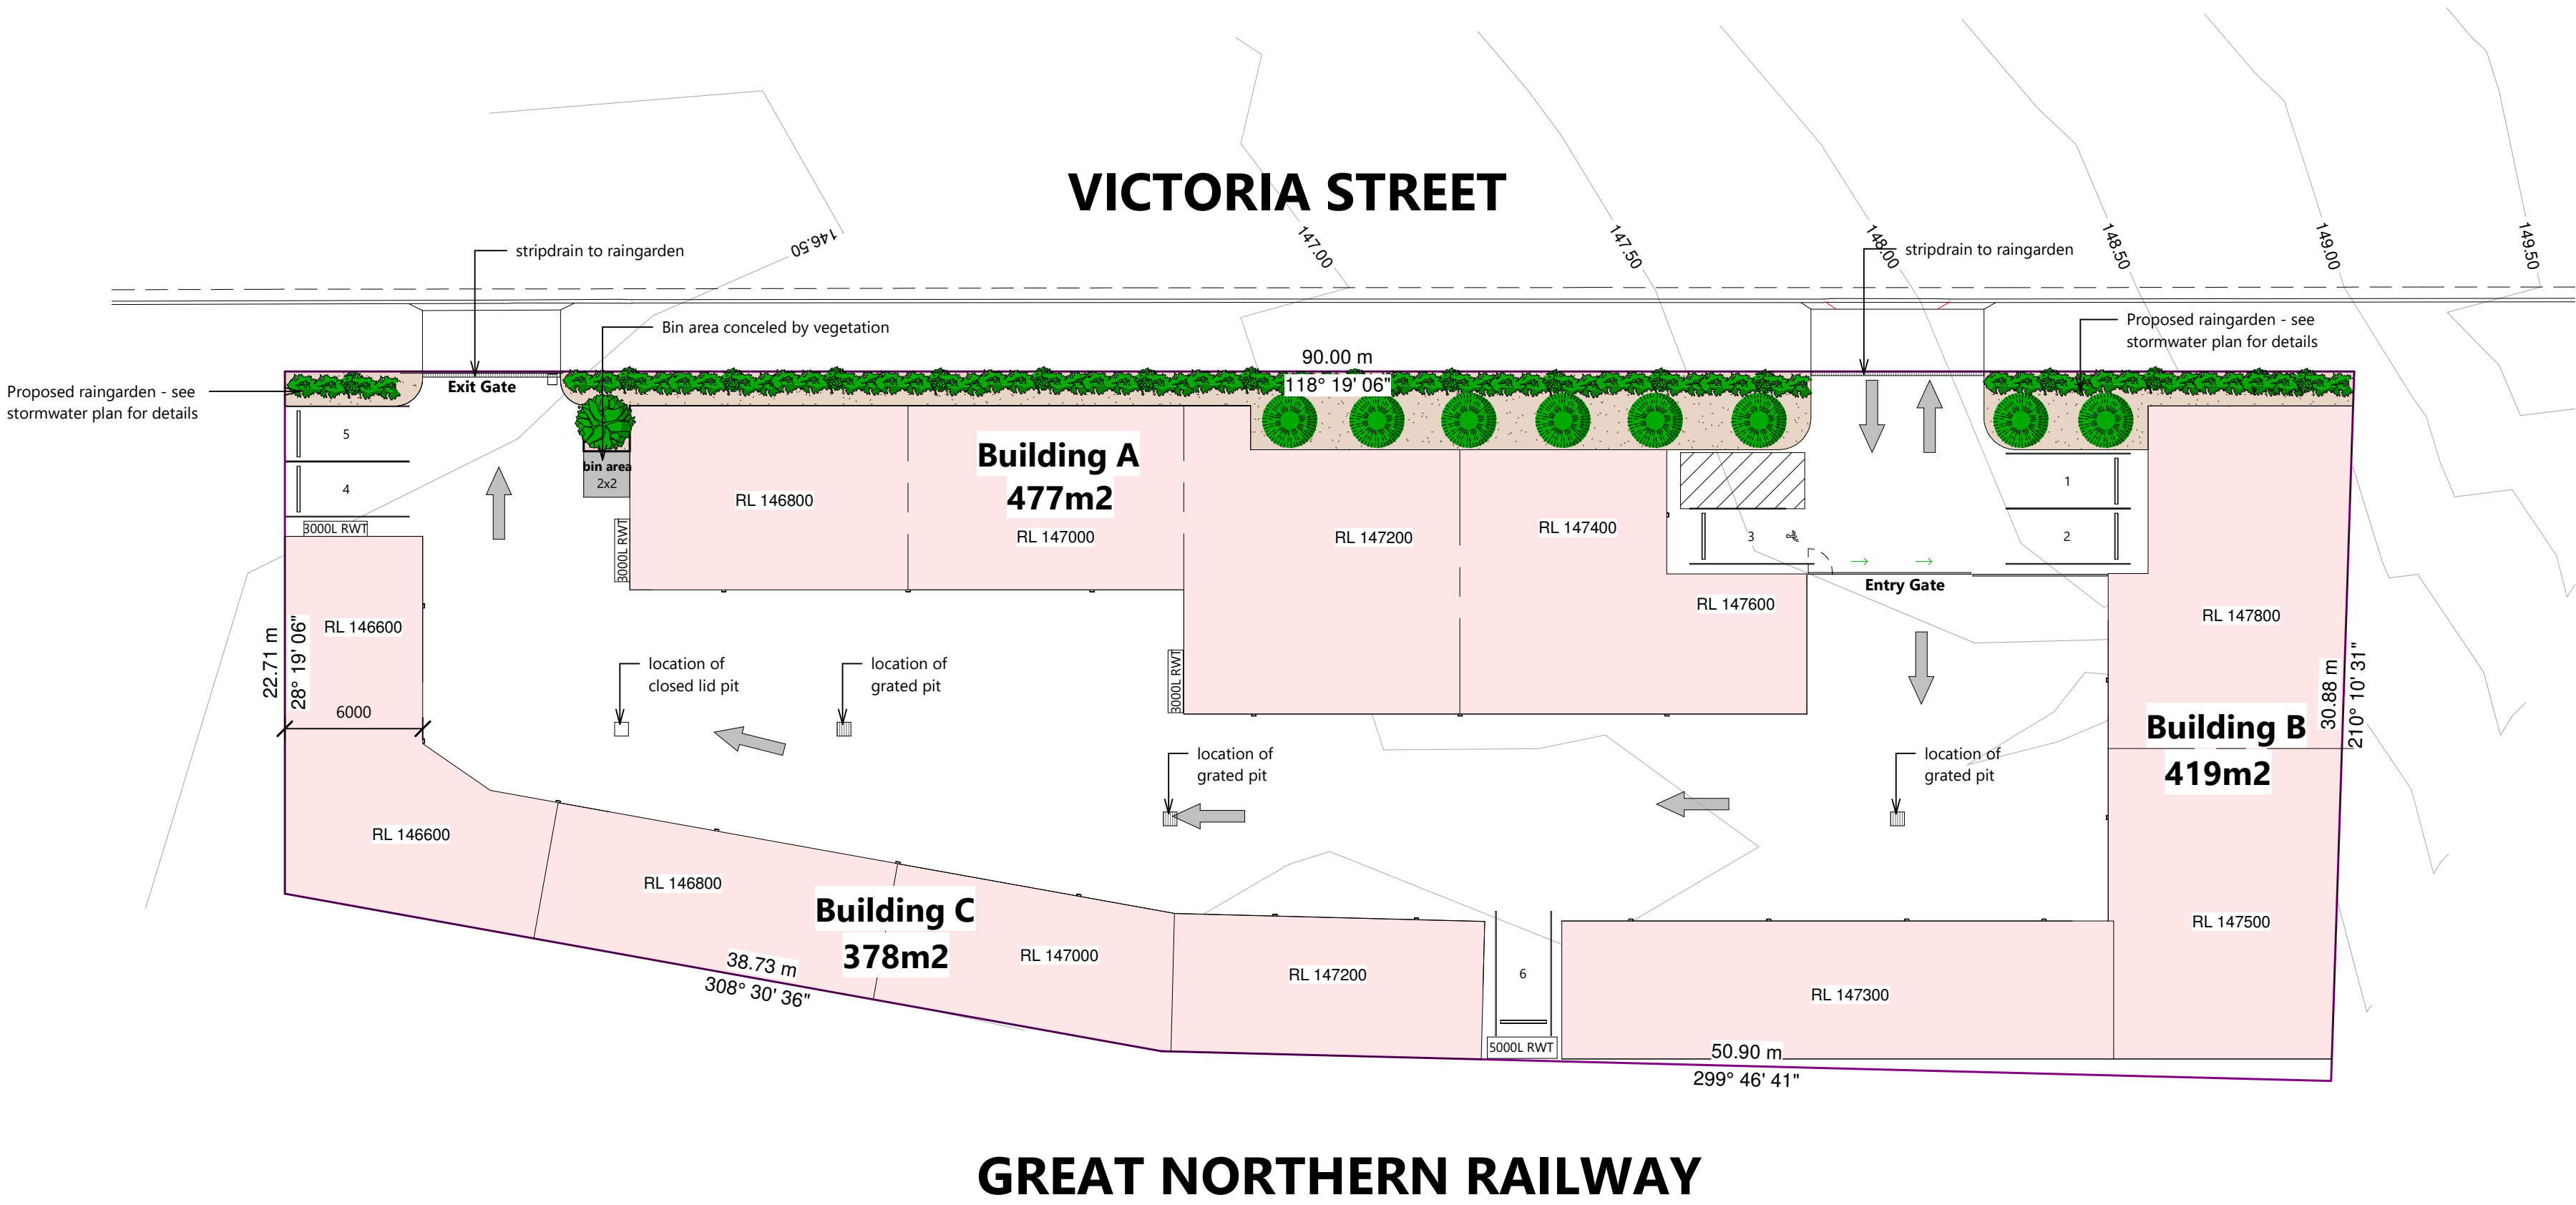 VICTORIA STREET
146.50
147.00
147.50
148.00
148.50
149.00
149.50
stripdrain to raingarden
stripdrain to raingarden
Bin area conceled by vegetation
Proposed raingarden - see
stormwater plan for details
90.00 m
118° 19' 06"
Exit Gate
Proposed raingarden - see
stormwater plan for details
5
4
3000L RWT
bin area
2x2
3000L RWT
Building A
477m2
RL 146800
RL 147000
RL 147200
RL 147400
RL 147600
3
1
2
Entry Gate
RL 147800
RL 146600
22.71 m
28° 19' 06"
6000
location of
closed lid pit
location of
grated pit
3000L RWT
location of
grated pit
location of
grated pit
Building B
419m2
30.88 m
210° 10' 31"
RL 147500
RL 146600
RL 146800
Building C
378m2
RL 147000
RL 147200
6
5000L RWT
RL 147300
38.73 m
308° 30' 36"
50.90 m
299° 46' 41"
GREAT NORTHERN RAILWAY